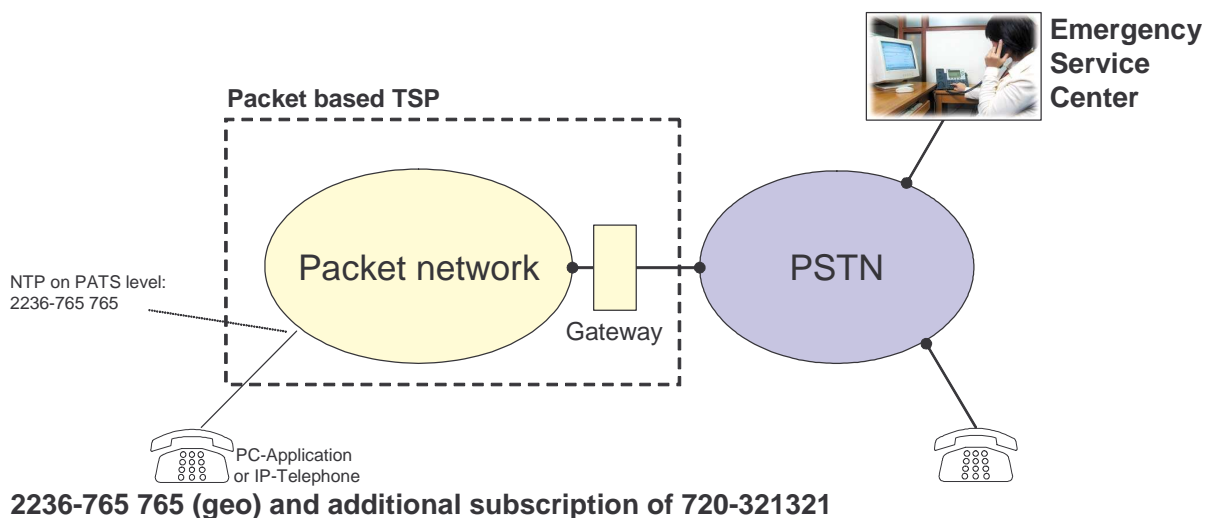 Emergency
Service
Center
Packet based TSP
Packet network
PSTN
NTP on PATS level:
2236-765 765
Gateway
PC-Application
or IP-Telephone
2236-765 765 (geo) and additional subscription of 720-321321